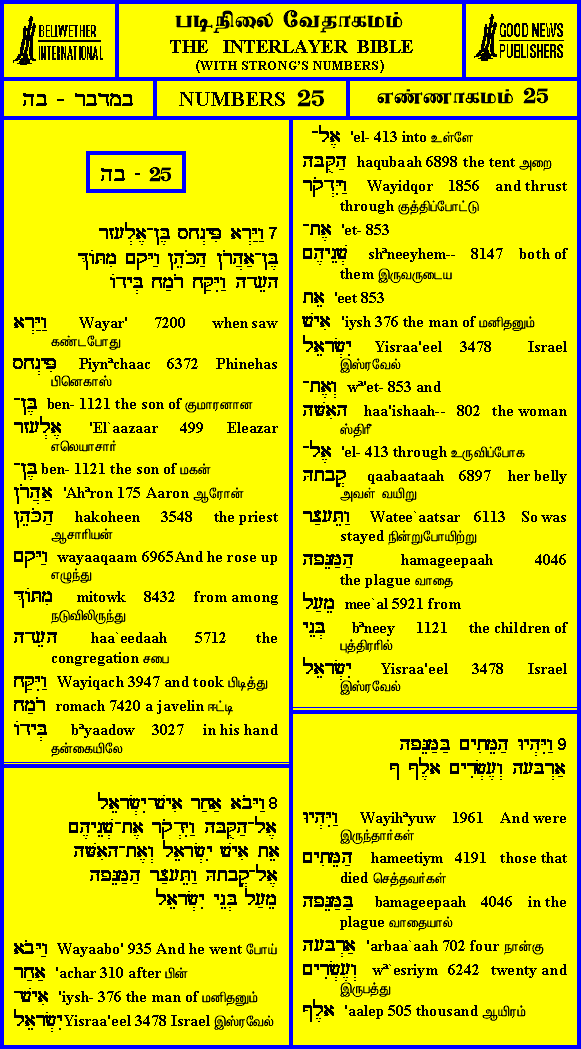 BELLWETHER
INTERNATIONAL
படிநிலை வேதாகமம்
THE INTERLAYER BIBLE
(WITH STRONG'S NUMBERS)
GOOD NEWS
PUBLISHERS
במדבר - כה
NUMBERS 25
எண்ணாகமம் 25
כה - 25
7 וַיַּרְא פִּינְחָס בֶּן־אֶלְעָזָר
בֶּן־אַהֲרֹן הַכֹּהֵן וַיָּקָם מִתּוֹךְ
הָעֵדָה וַיִּקַּח רֹמַח בְּיָדוֹ
וַיַּרְא Wayar' 7200 when saw
கண்டபோது
פִּינְחָס Piynªchaac 6372 Phinehas
பினெகாஸ்
בֶּן־ ben- 1121 the son of குமாரனான
אֶלְעָזָר 'El`aazaar 499 Eleazar
எலெயாசார்
בֶּן־ ben- 1121 the son of மகன்
אַהֲרֹן 'Ahªron 175 Aaron ஆரோன்
הַכֹּהֵן hakoheen 3548 the priest
ஆசாரியன்
וַיָּקָם wayaaqaam 6965 And he rose up
எழுந்து
מִתּוֹךְ mitowk 8432 from among
நடுவிலிருந்து
הָעֵדָה haa`eedaah 5712 the
congregation சபை
וַיִּקַּח Wayiqach 3947 and took பிடித்து
רֹמַח romach 7420 a javelin ஈட்டி
בְּיָדוֹ bªyaadow 3027 in his hand
தன்கையிலே
8 וַיָּבֹא אַחַר אִישׁ־יִשְׂרָאֵל
אֶל־הַקֻּבָּה וַיִּדְקֹר אֶת־שְׁנֵיהֶם
אֵת אִישׁ יִשְׂרָאֵל וְאֶת־הָאִשָּׁה
אֶל־קֳבָתָהּ וַתֵּעָצַר הַמַּגֵּפָה
מֵעַל בְּנֵי יִשְׂרָאֵל
וַיָּבֹא Wayaabo' 935 And he went போய்
אַחַר 'achar 310 after பின்
אִישׁ־ 'iysh- 376 the man of மனிதனும்
יִשְׂרָאֵל Yisraa'eel 3478 Israel இஸ்ரவேல்
אֶל־ 'el- 413 into உள்ளே
הַקֻּבָּה haqubaah 6898 the tent அறை
וַיִּדְקֹר Wayidqor 1856 and thrust
through குத்திப்போட்டு
אֶת־ 'et- 853
שְׁנֵיהֶם shªneeyhem-- 8147 both of
them இருவருடைய
אֵת 'eet 853
אִישׁ 'iysh 376 the man of மனிதனும்
יִשְׂרָאֵל Yisraa'eel 3478 Israel
இஸ்ரவேல்
וְאֶת־ wª'et- 853 and
הָאִשָּׁה haa'ishaah-- 802 the woman
ஸ்திரீ
אֶל־ 'el- 413 through உருவிப்போக
קֳבָתָהּ qaabaataah 6897 her belly
அவள் வயிறு
וַתֵּעָצַר Watee`aatsar 6113 So was
stayed நின்றுபோயிற்று
הַמַּגֵּפָה hamageepaah 4046
the plague வாதை
מֵעַל mee`al 5921 from
בְּנֵי bªneey 1121 the children of
புத்திரரில்
יִשְׂרָאֵל Yisraa'eel 3478 Israel
இஸ்ரவேல்
9 וַיִּהְיוּ הַמֵּתִים בַּמַּגֵּפָה
אַרְבָּעָה וְעֶשְׂרִים אָלֶף ף
וַיִּהְיוּ Wayihªyuw 1961 And were
இருந்தார்கள்
הַמֵּתִים hameetiym 4191 those that
died செத்தவர்கள்
בַּמַּגֵּפָה bamageepaah 4046 in the
plague வாதையால்
אַרְבָּעָה 'arbaa`aah 702 four நான்கு
וְעֶשְׂרִים wª`esriym 6242 twenty and
இருபத்து
אָלֶף 'aalep 505 thousand ஆயிரம்